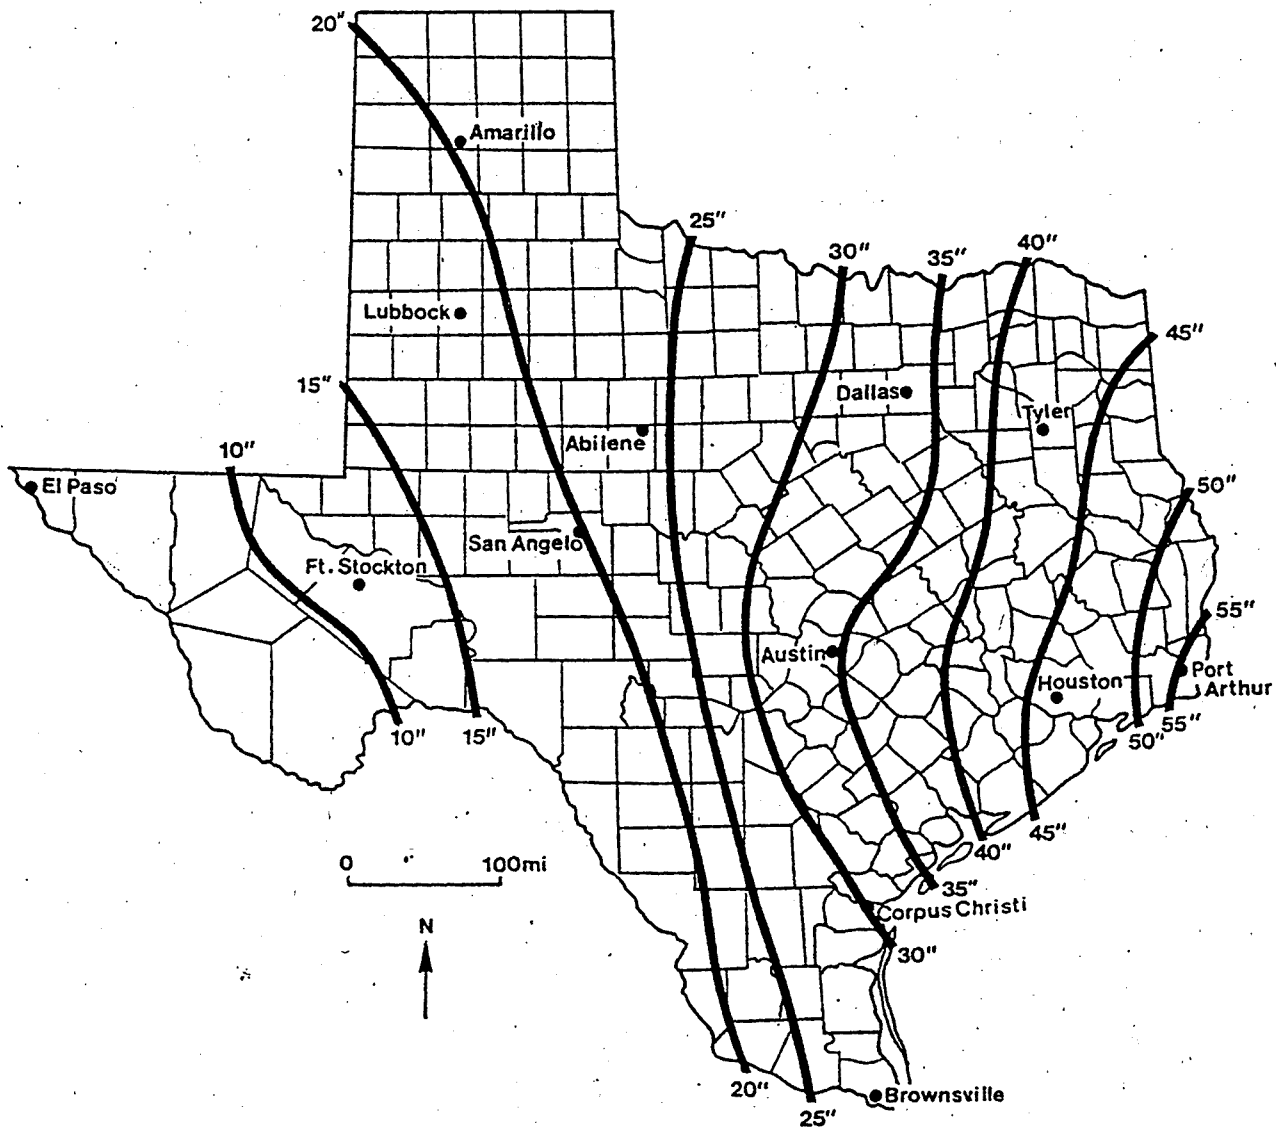 20"
Amarillo
25"
30"
35"
40"
Lubbock
45"
15"
Dallas
Tyler
Abilene
10"
El Paso
50"
San Angelo
Ft. Stockton
55"
Austin
Port
Arthur
Houston
10"
15"
50"
55"
45"
40"
0 100mi
35"
Corpus Christi
N
30"
20"
Brownsville
25"